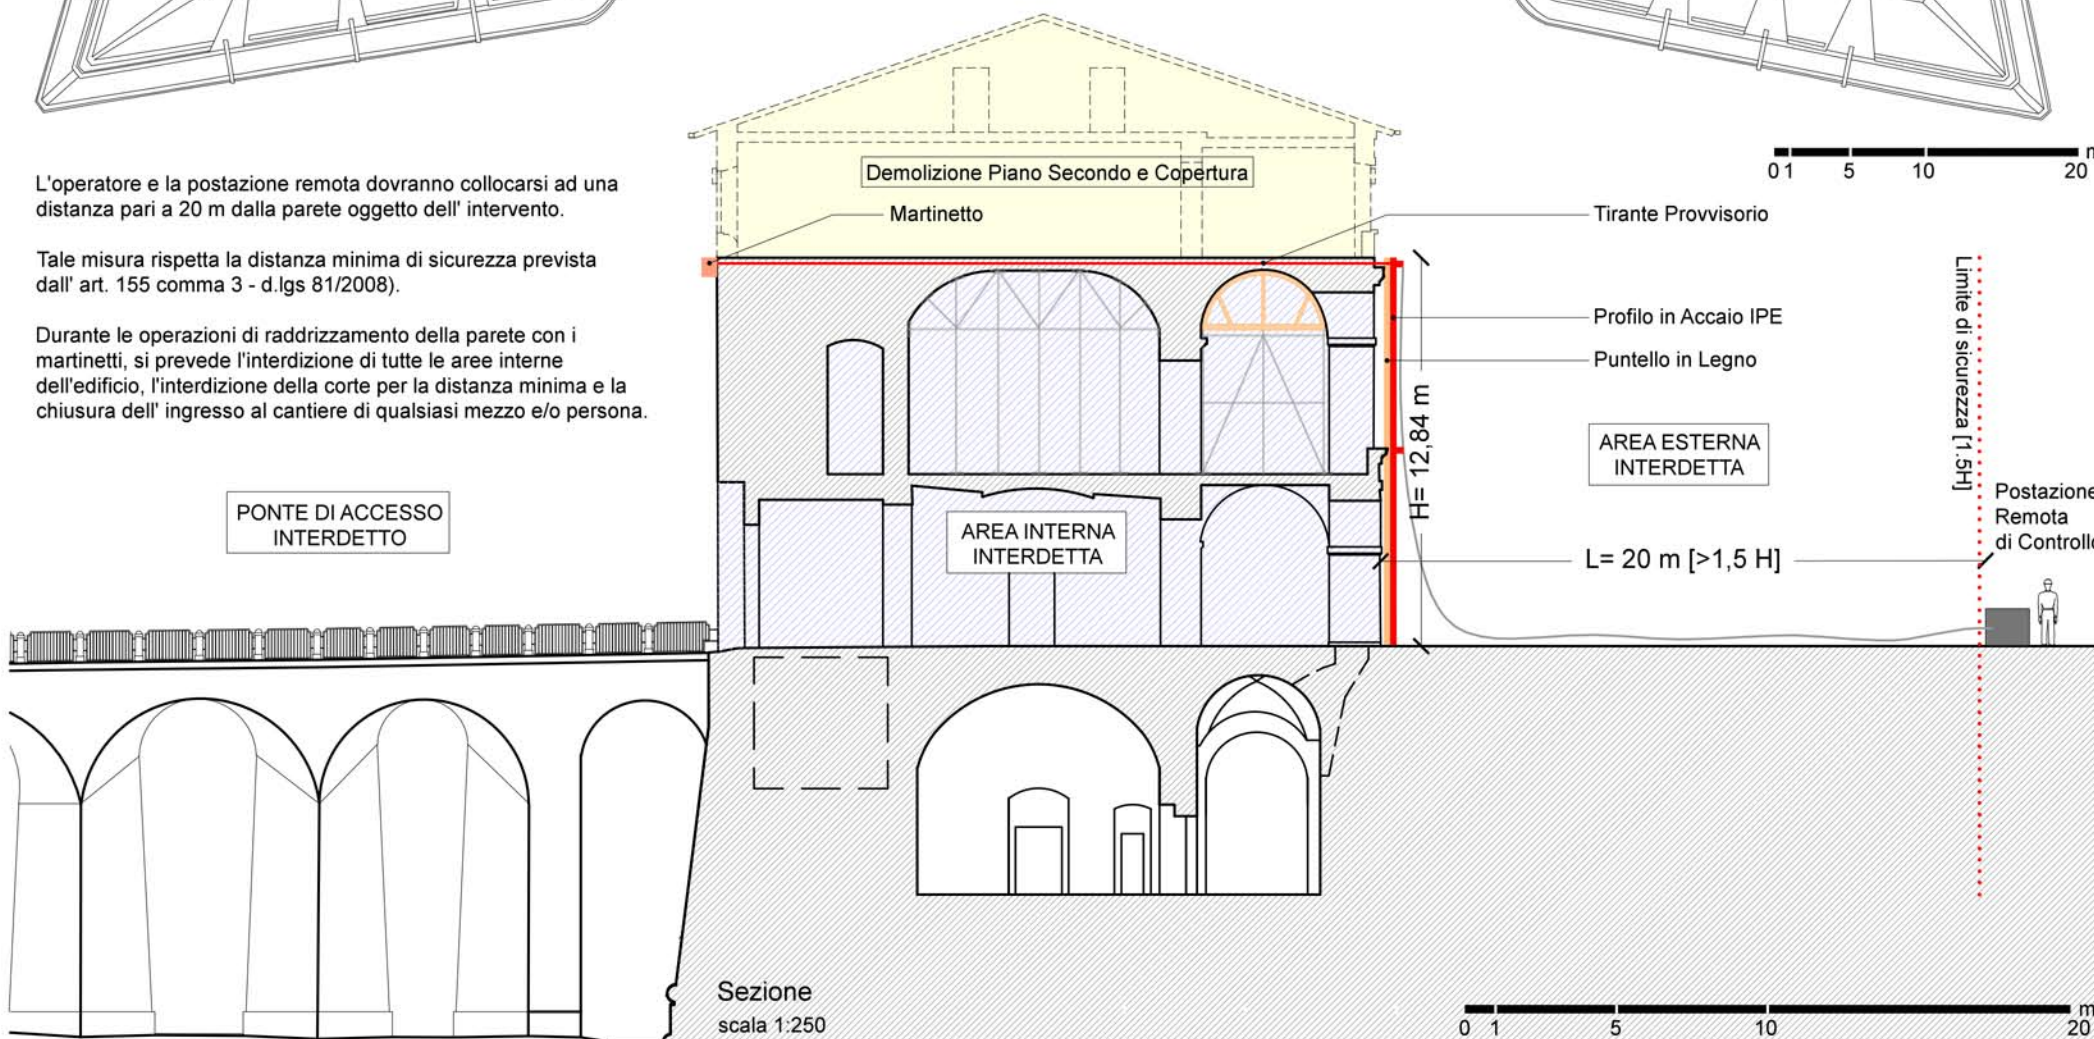 Demolizione Piano Secondo e Copertura
Martinetto
Tirante Provvisorio
0 1 5 10 20 m
L'operatore e la postazione remota dovranno collocarsi ad una
distanza pari a 20 m dalla parete oggetto dell' intervento.
Tale misura rispetta la distanza minima di sicurezza prevista
dall' art. 155 comma 3 - d.lgs 81/2008).
Durante le operazioni di raddrizzamento della parete con i
martinetti, si prevede l'interdizione di tutte le aree interne
dell'edificio, l'interdizione della corte per la distanza minima e la
chiusura dell' ingresso al cantiere di qualsiasi mezzo e/o persona.
Profilo in Accaio IPE
Puntello in Legno
H= 12,84 m
Limite di sicurezza [1.5H]
AREA ESTERNA
INTERDETTA
PONTE DI ACCESSO
INTERDETTO
AREA INTERNA
INTERDETTA
Postazione
Remota
di Controllo
L= 20 m [>1,5 H]
Sezione
scala 1:250
0 1 5 10 20 m